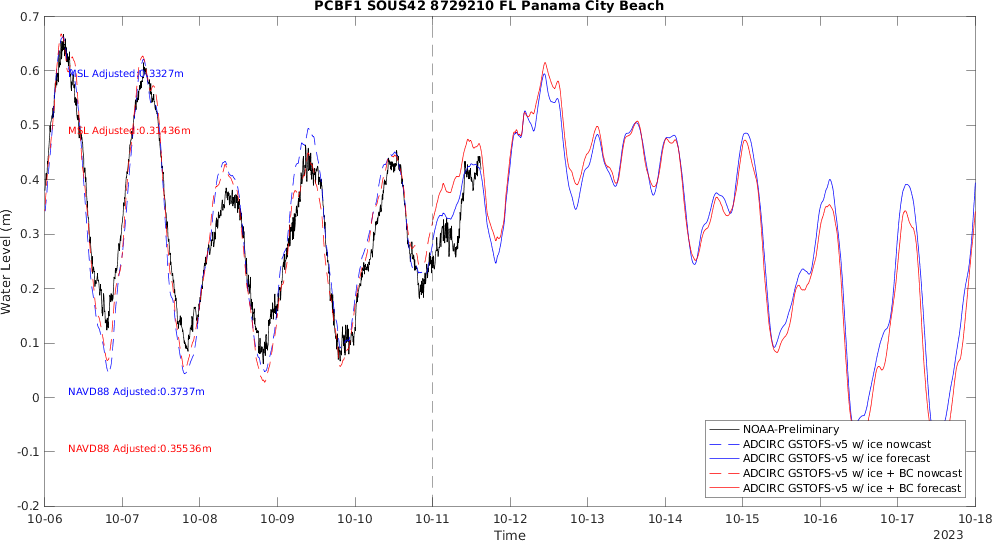 PCBF1 SOUS42 8729210 FL Panama City Beach
0.7
0.6
0.5
0.4
0.3
0.2
0.1
0
-0.1
-0.2
Water Level (m)
MSL Adjusted:0.3327m
MSL Adjusted:0.31436m
NAVD88 Adjusted:0.3737m
NAVD88 Adjusted:0.35536m
NOAA-Preliminary
ADCIRC GSTOFS-v5 w/ ice nowcast
ADCIRC GSTOFS-v5 w/ ice forecast
ADCIRC GSTOFS-v5 w/ ice + BC nowcast
ADCIRC GSTOFS-v5 w/ ice + BC forecast
10-06 10-07 10-08 10-09 10-10 10-11 10-12 10-13 10-14 10-15 10-16 10-17 10-18
Time
2023